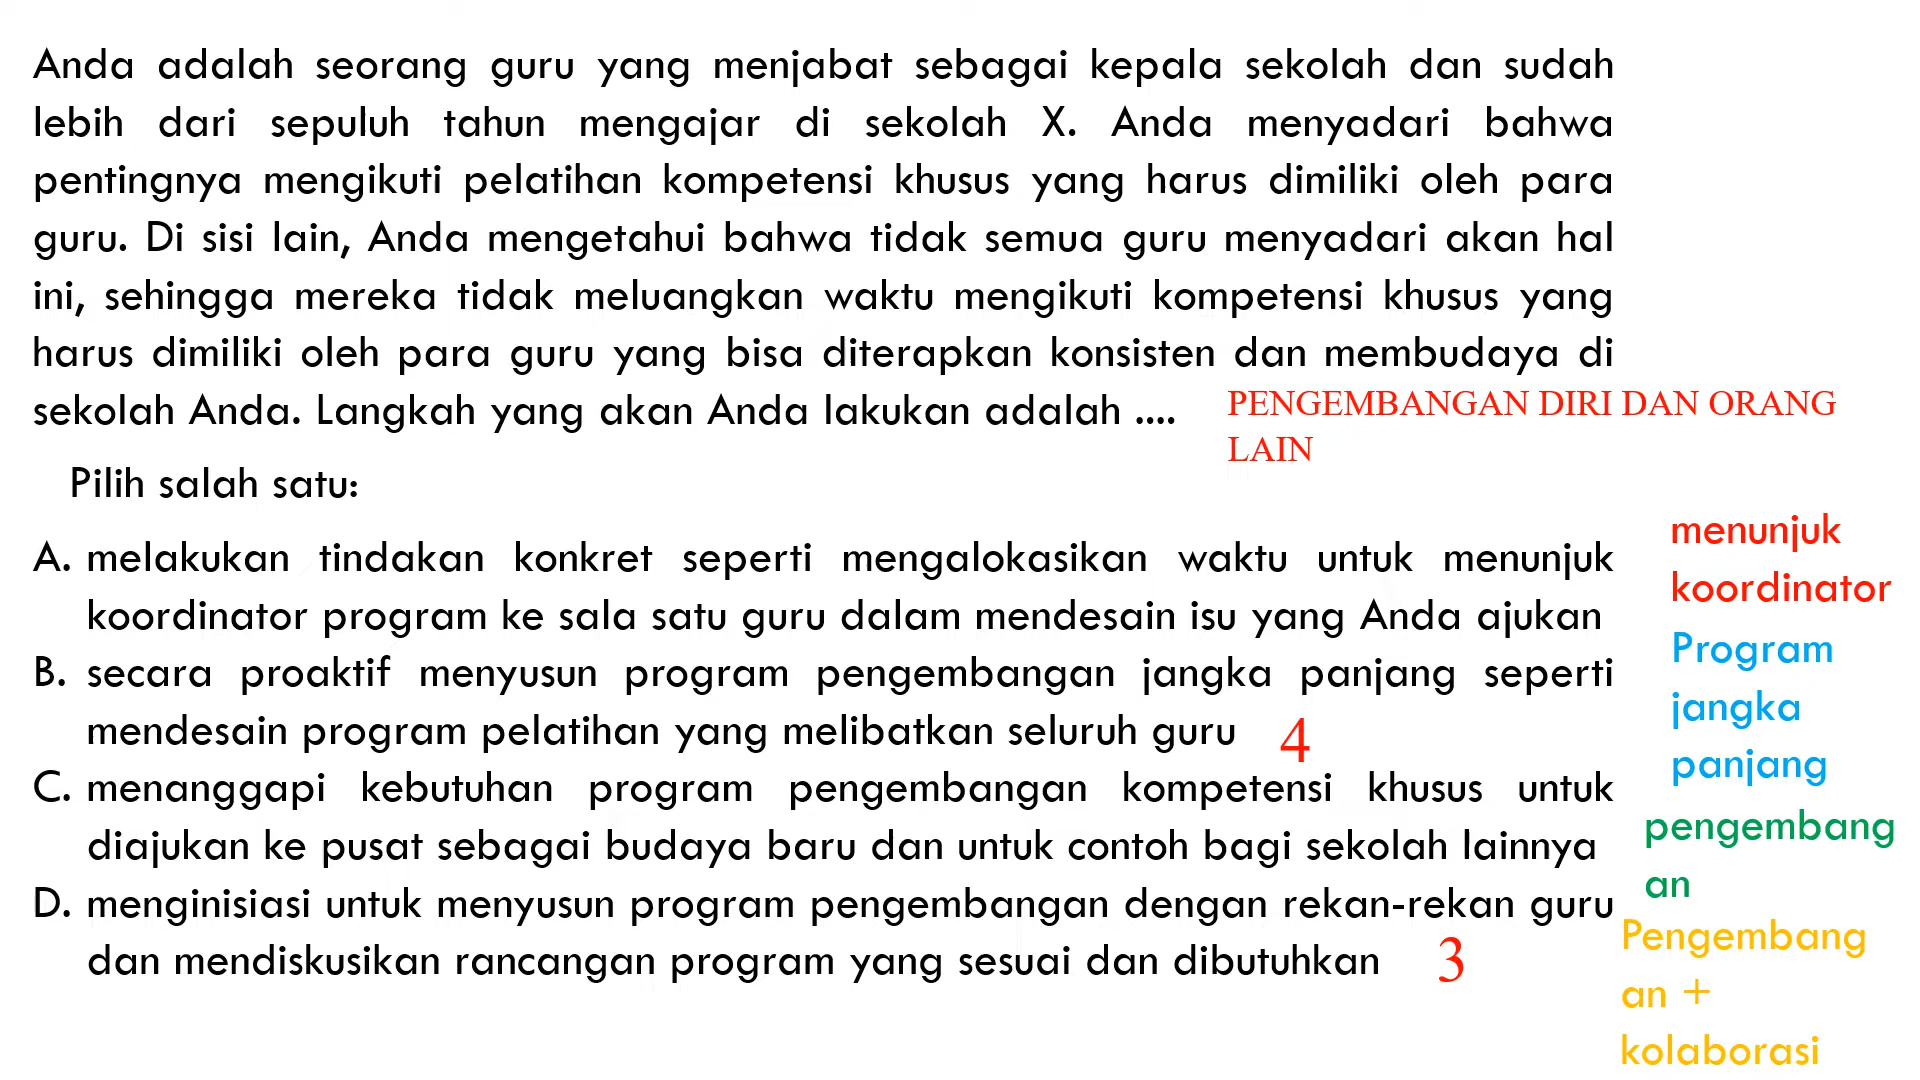 Anda adalah seorang guru yang menjabat sebagai kepala sekolah dan sudah
lebih dari sepuluh tahun mengajar di sekolah X. Anda menyadari bahwa
pentingnya mengikuti pelatihan kompetensi khusus yang harus dimiliki oleh para
guru. Di sisi lain, Anda mengetahui bahwa tidak semua guru menyadari akan hal
ini, sehingga mereka tidak meluangkan waktu mengikuti kompetensi khusus yang
harus dimiliki oleh para guru yang bisa diterapkan konsisten dan membudaya di
sekolah Anda. Langkah yang akan Anda lakukan adalah ....
PENGEMBANGAN DIRI DAN ORANG
LAIN
Pilih salah satu:
A. melakukan tindakan konkret seperti mengalokasikan waktu untuk menunjuk
koordinator program ke sala satu guru dalam mendesain isu yang Anda ajukan
B. secara proaktif menyusun program pengembangan jangka panjang seperti
mendesain program pelatihan yang melibatkan seluruh guru 4
C. menanggapi kebutuhan program pengembangan kompetensi khusus untuk
diajukan ke pusat sebagai budaya baru dan untuk contoh bagi sekolah lainnya
D. menginisiasi untuk menyusun program pengembangan dengan rekan-rekan guru
dan mendiskusikan rancangan program yang sesuai dan dibutuhkan 3
menunjuk
koordinator
Program
jangka
panjang
pengembang
an
Pengembang
an +
kolaborasi